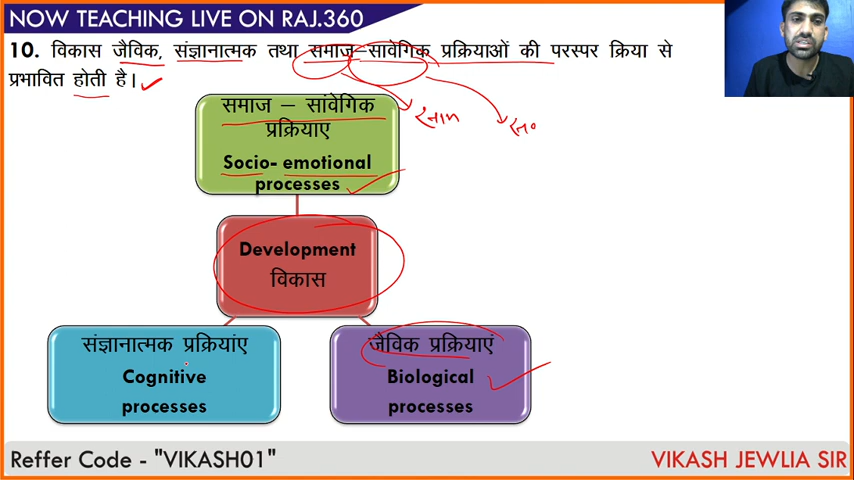 NOW TEACHING LIVE ON RAJ.360
10. विकास जैविक, संज्ञानात्मक तथा समाज–सावेगिक प्रक्रियाओं की परस्पर क्रिया से
प्रभावित होती है।
समाज – सांवेगिक
प्रक्रियाएं
Socio- emotional
processes
Development
विकास
संज्ञानात्मक प्रक्रियांए
Cognitive
processes
जैविक प्रक्रियाएं
Biological
processes
Reffer Code - "VIKASH01"
VIKASH JEWLIA SIR